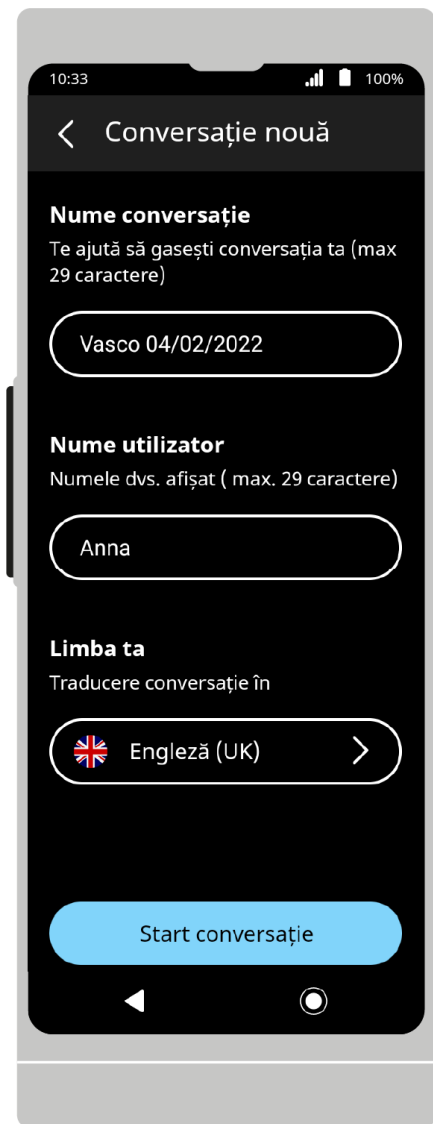 10:33
100%
Conversație nouă
Nume conversație
Te ajută să gasești conversația ta (max
29 caractere)
Vasco 04/02/2022
Nume utilizator
Numele dvs. afișat ( max. 29 caractere)
Anna
Limba ta
Traducere conversație în
Engleză (UK)
Start conversație